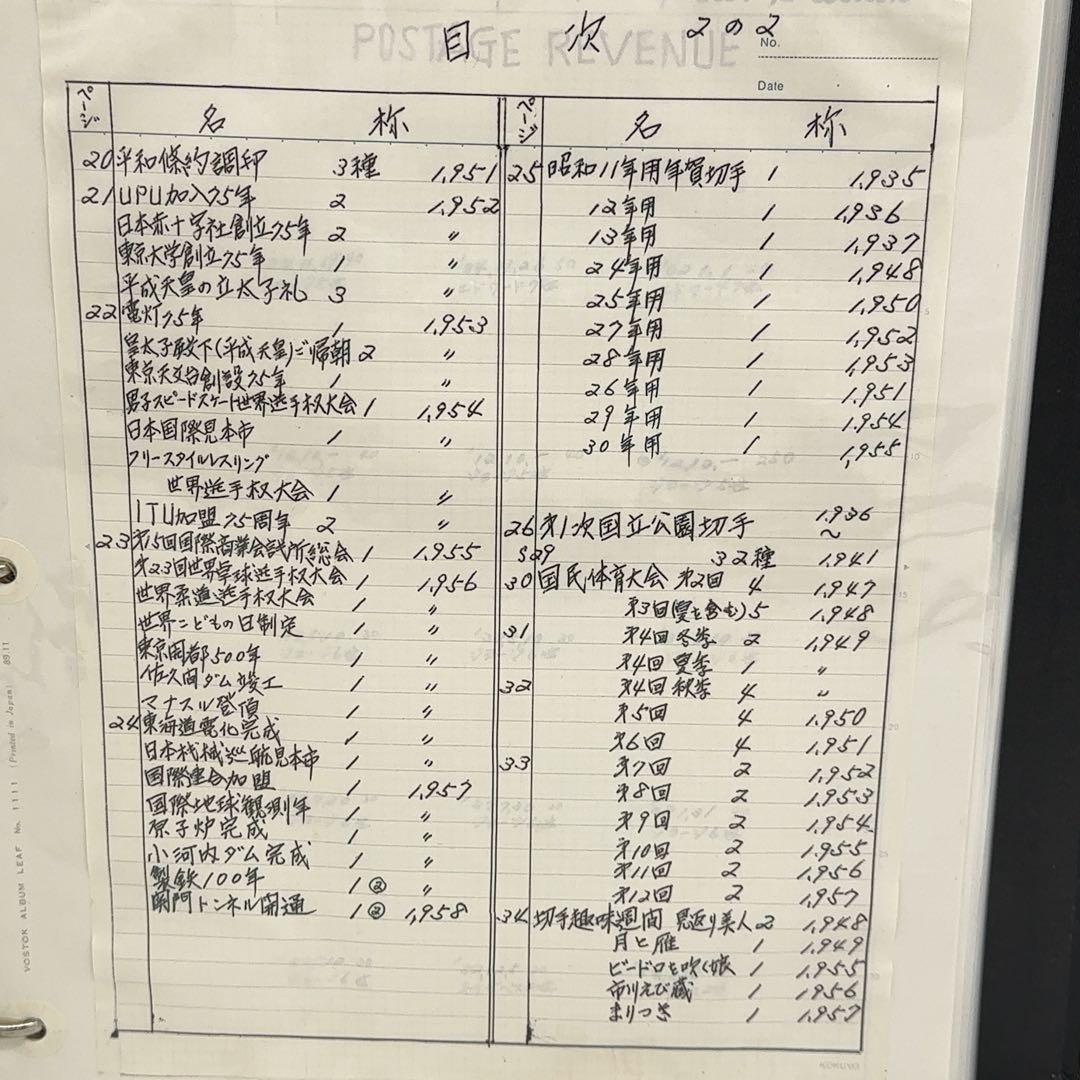 POSTAGE REVENUE
目 次 2の2
No.
Date
ページ 名 称
20 平和條約調印 3種 1,951
21 UPU加入75年 2 1,952
日本赤十字社創立75年 2 〃
東京大学創立75年 1 〃
平成天皇の立太子礼 3 〃
22 電灯75年 1 1,953
皇太子殿下(平成天皇)ご帰朝 2 〃
東京天文台創設75年 1 〃
男子スピードスケート世界選手权大会 1 1,954
日本国際見本市 1 〃
フリースタイルレスリング
世界選手权大会 1 〃
ITU加盟75周年 2 〃
23 第15回国際商業会議所総会 1 1,955
第23回世界卓球選手权大会 1 1,956
世界柔道選手权大会 1 〃
世界こどもの日制定 1 〃
東京開都500年 1 〃
佐久間ダム竣工 1 〃
マナスル登頂 1 〃
24 東海道電化完成 1 〃
日本機械巡航見本市 1 〃
国際連合加盟 1 1,957
国際地球観測年 1 〃
原子炉完成 1 〃
小河内ダム完成 1 〃
製鉄100年 1 ② 〃
関門トンネル開通 1 ② 1,958
ページ 名 称
25 昭和11年用年賀切手 1 1,935
12年用 1 1,936
13年用 1 1,937
24年用 1 1,948
25年用 1 1,950
27年用 1 1,952
28年用 1 1,953
26年用 1 1,951
29年用 1 1,954
30年用 1 1,955
26 第1次国立公園切手 1,936
〜
S29 32種 1,941
30 国民体育大会 第2回 4 1,947
第3回(夏を含む) 5 1,948
31 第4回 冬季 2 1,949
第4回 夏季 1 〃
32 第4回 秋季 4 〃
第5回 4 1,950
第6回 4 1,951
33 第7回 2 1,952
第8回 2 1,953
第9回 2 1,954
第10回 2 1,955
第11回 2 1,956
第12回 2 1,957
34 切手趣味週間 見返り美人 2 1,948
月と雁 1 1,949
ビードロを吹く娘 1 1,955
市川えび蔵 1 1,956
まりつき 1 1,957
VOSTOK ALBUM LEAF No. 1111 (Printed in Japan) 89.11
KOKUYO